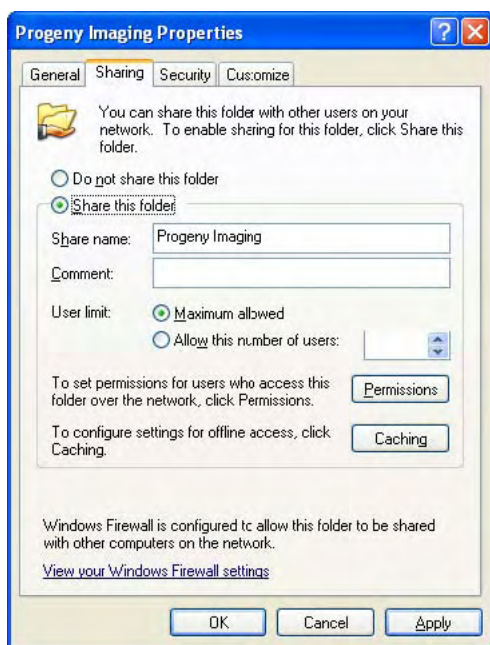 Progeny Imaging Properties
General Sharing Security Customize
You can share this folder with other users on your
network. To enable sharing for this folder, click Share this
folder.
Do not share this folder
Share this folder
Share name: Progeny Imaging
Comment:
User limit: Maximum allowed
Allow this number of users:
To set permissions for users who access this
folder over the network, click Permissions.
Permissions
To configure settings for offline access, click
Caching.
Caching
Windows Firewall is configured to allow this folder to be shared
with other computers on the network.
View your Windows Firewall settings
OK Cancel Apply